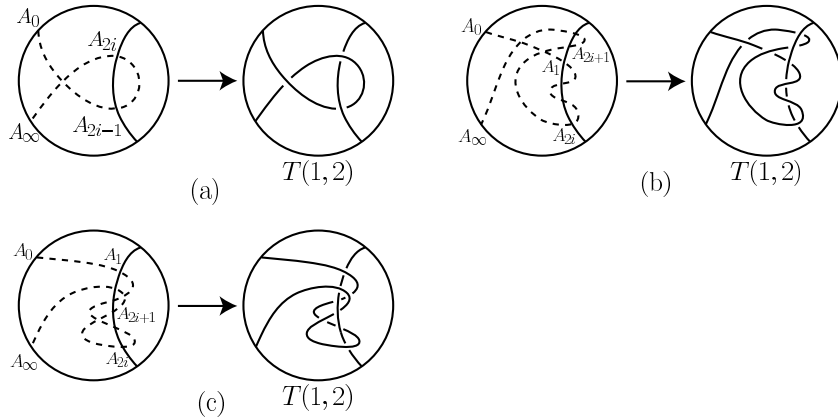 A_0
A_{2i}
A_{2i-1}
A_∞
T(1, 2)
(a)
A_0
A_1
A_{2i+1}
A_∞
A_{2i}
T(1, 2)
(b)
A_0
A_1
A_{2i+1}
A_∞
A_{2i}
T(1, 2)
(c)